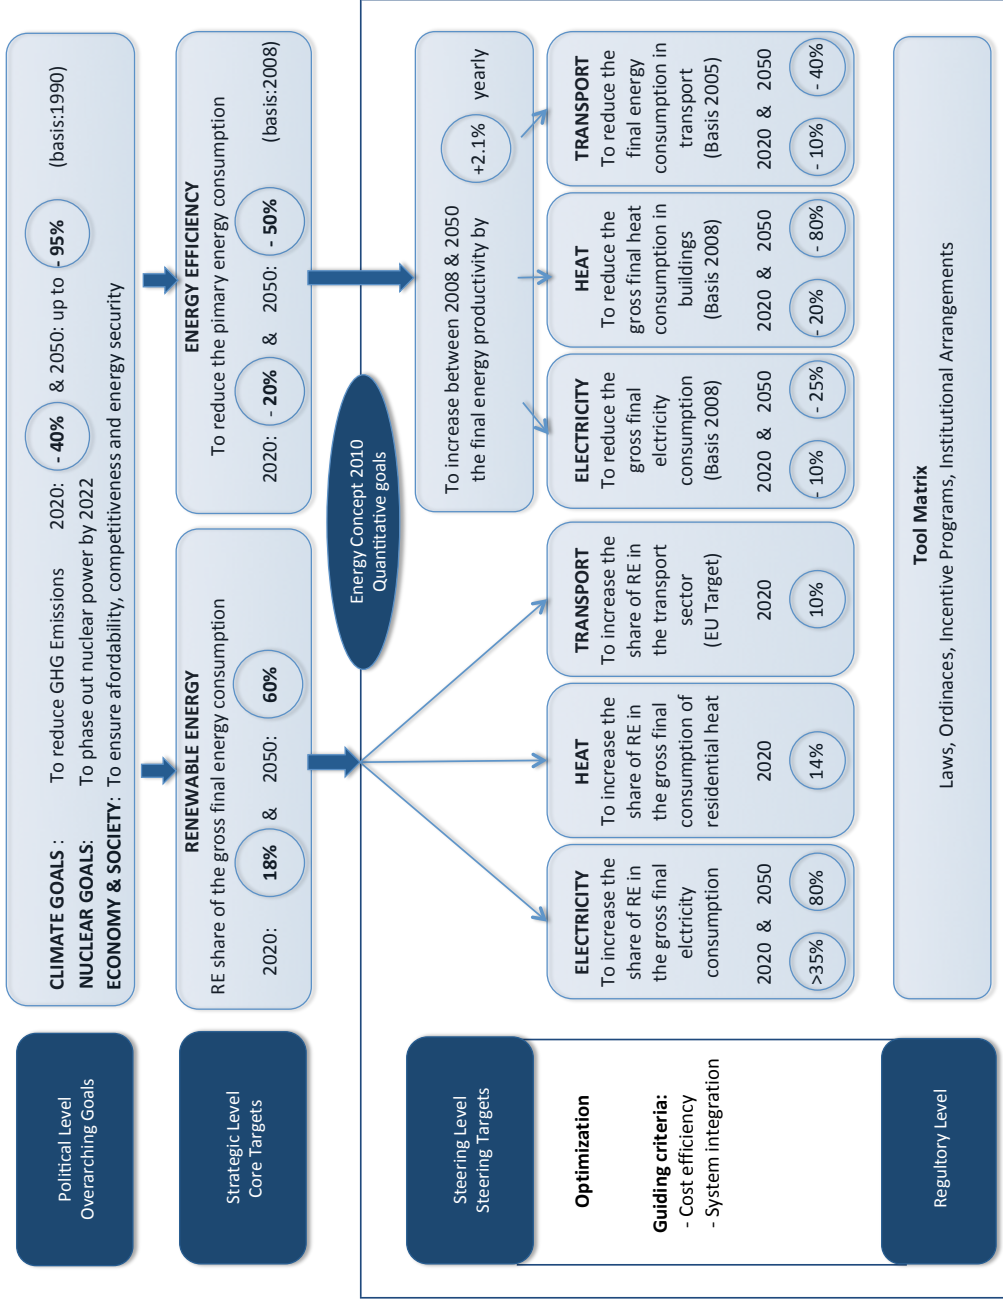 Political Level
Overarching Goals
CLIMATE GOALS : To reduce GHG Emissions 2020: - 40% & 2050: up to - 95% (basis:1990)
NUCLEAR GOALS: To phase out nuclear power by 2022
ECONOMY & SOCIETY: To ensure affordability, competitiveness and energy security
Strategic Level
Core Targets
RENEWABLE ENERGY
RE share of the gross final energy consumption
2020: 18% & 2050: 60%
ENERGY EFFICIENCY
To reduce the pimary energy consumption
2020: - 20% & 2050: - 50% (basis:2008)
Energy Concept 2010
Quantitative goals
Steering Level
Steering Targets
To increase between 2008 & 2050
the final energy productivity by +2.1% yearly
Optimization
Guiding criteria:
- Cost efficiency
- System integration
ELECTRICITY
To increase the
share of RE in
the gross final
elctricity
consumption
2020 & 2050
>35% 80%
HEAT
To increase the
share of RE in
the gross final
consumption of
residential heat
2020
14%
TRANSPORT
To increase the
share of RE in
the transport
sector
(EU Target)
2020
10%
ELECTRICITY
To reduce the
gross final
elctricity
consumption
(Basis 2008)
2020 & 2050
- 10% - 25%
HEAT
To reduce the
gross final heat
consumption in
buildings
(Basis 2008)
2020 & 2050
- 20% - 80%
TRANSPORT
To reduce the
final energy
consumption in
transport
(Basis 2005)
2020 & 2050
- 10% - 40%
Regultory Level
Tool Matrix
Laws, Ordinaces, Incentive Programs, Institutional Arrangements